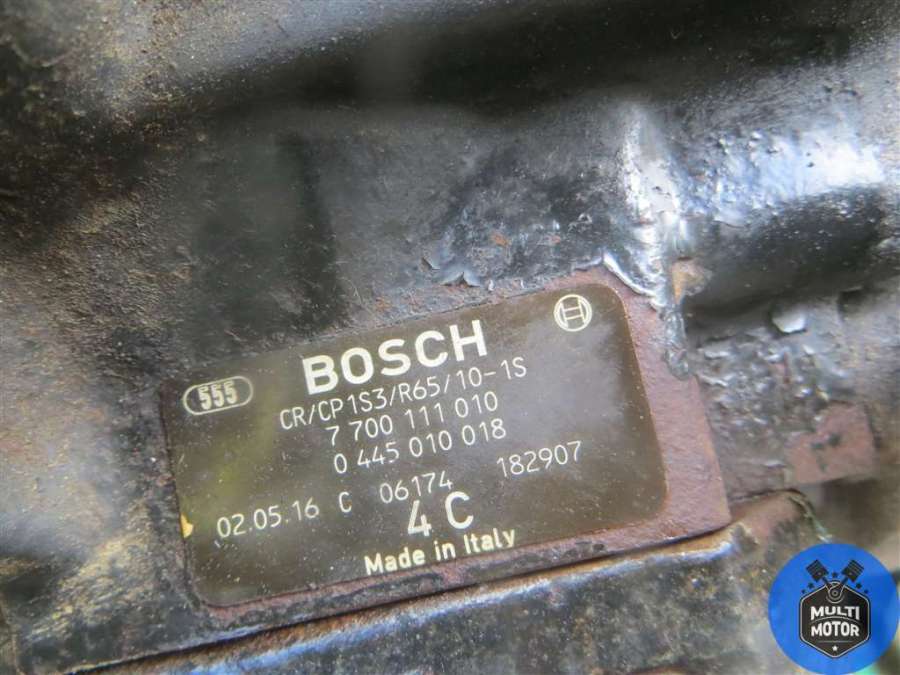 555
BOSCH
CR/CP1S3/R65/10-1S
7 700 111 010
0 445 010 018
02.05.16 C 06174 182907
4 C
Made in Italy
MULTI
MOTOR